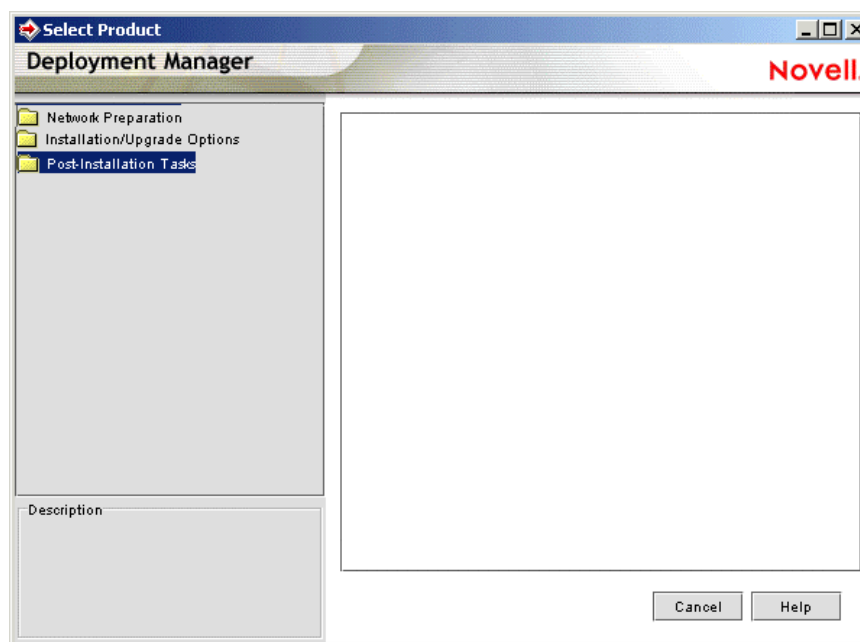 Select Product
Deployment Manager
Novell.
Network Preparation
Installation/Upgrade Options
Post-Installation Tasks
Description
Cancel
Help